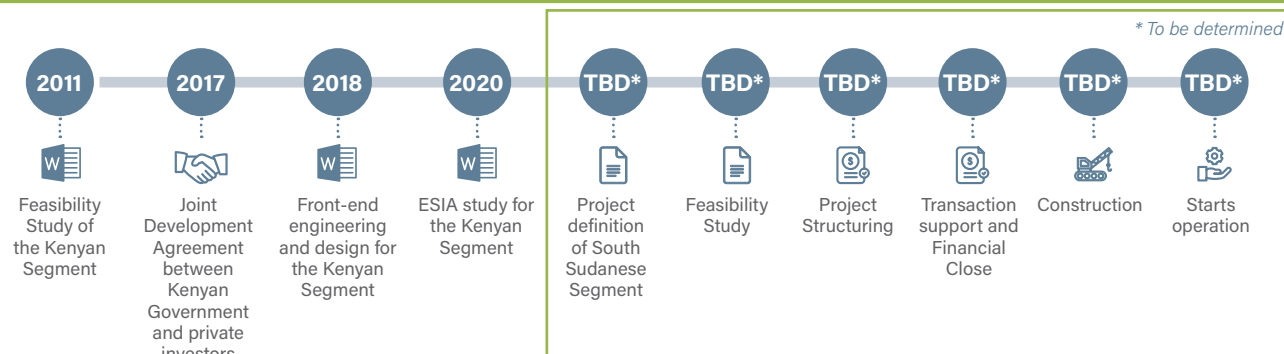 * To be determined
2011
2017
2018
2020
TBD*
TBD*
TBD*
TBD*
TBD*
TBD*
W
W
W
$
$
Feasibility
Study of
the Kenyan
Segment
Joint
Development
Agreement
between
Kenyan
Government
and private
investors
Front-end
engineering
and design for
the Kenyan
Segment
ESIA study for
the Kenyan
Segment
Project
definition
of South
Sudanese
Segment
Feasibility
Study
Project
Structuring
Transaction
support and
Financial
Close
Construction
Starts
operation